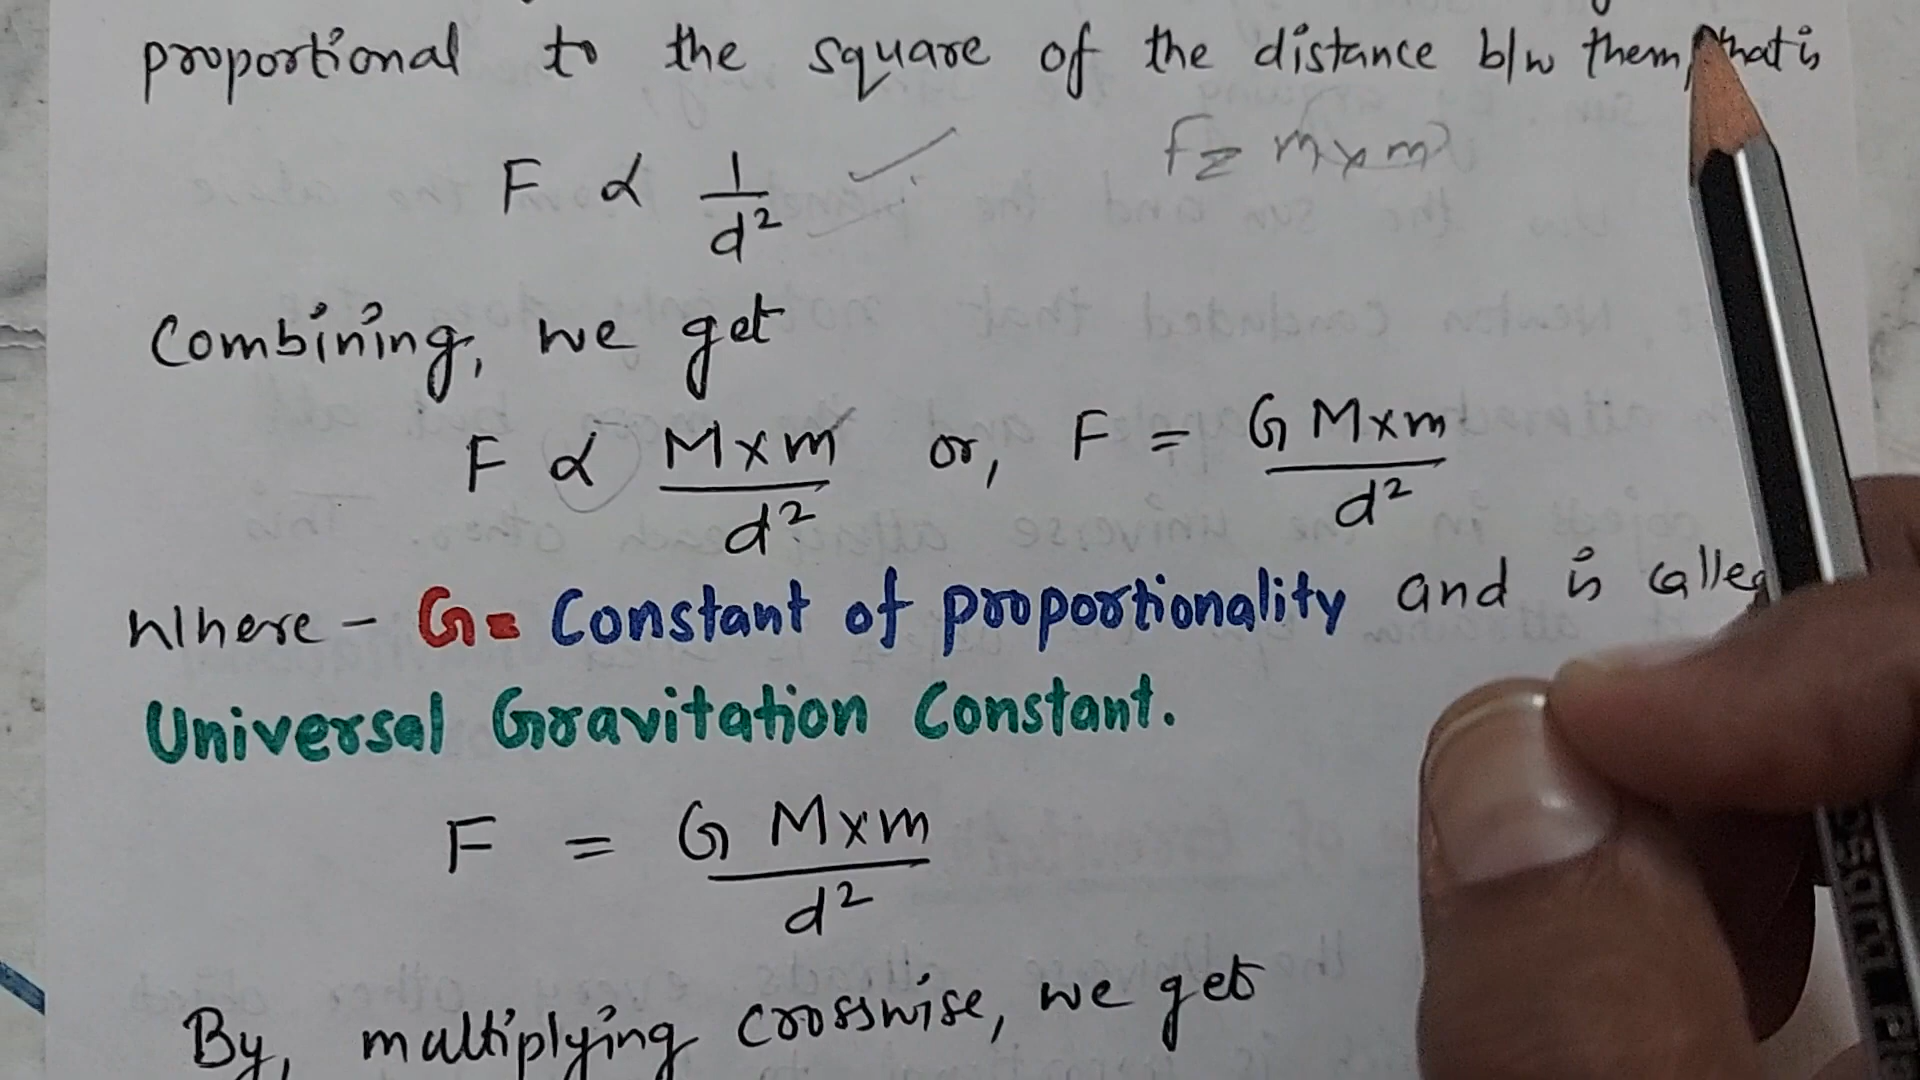 proportional to the square of the distance b/w them, that is
F ∝ 1/d²
F = m x m
Combining, we get
F ∝ M x m / d² or, F = G M x m / d²
Where - G = Constant of proportionality and is called
Universal Gravitation Constant.
F = G M x m / d²
By, multiplying crosswise, we get